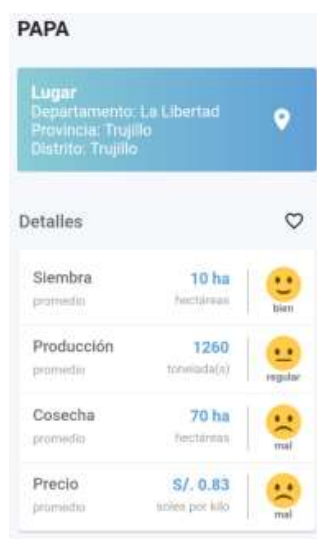 PAPA
Lugar
Departamento: La Libertad
Provincia: Trujillo
Distrito: Trujillo
Detalles
Siembra 10 ha
promedio hectáreas bien
Producción 1260
promedio tonelada(s) regular
Cosecha 70 ha
promedio hectáreas mal
Precio S/. 0.83
promedio soles por kilo mal